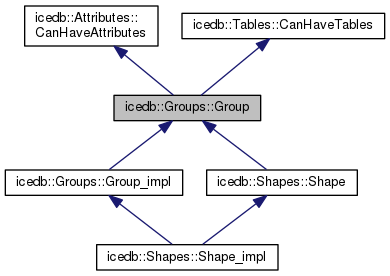 icedb::Attributes::
CanHaveAttributes
icedb::Tables::CanHaveTables
icedb::Groups::Group
icedb::Groups::Group_impl
icedb::Shapes::Shape
icedb::Shapes::Shape_impl